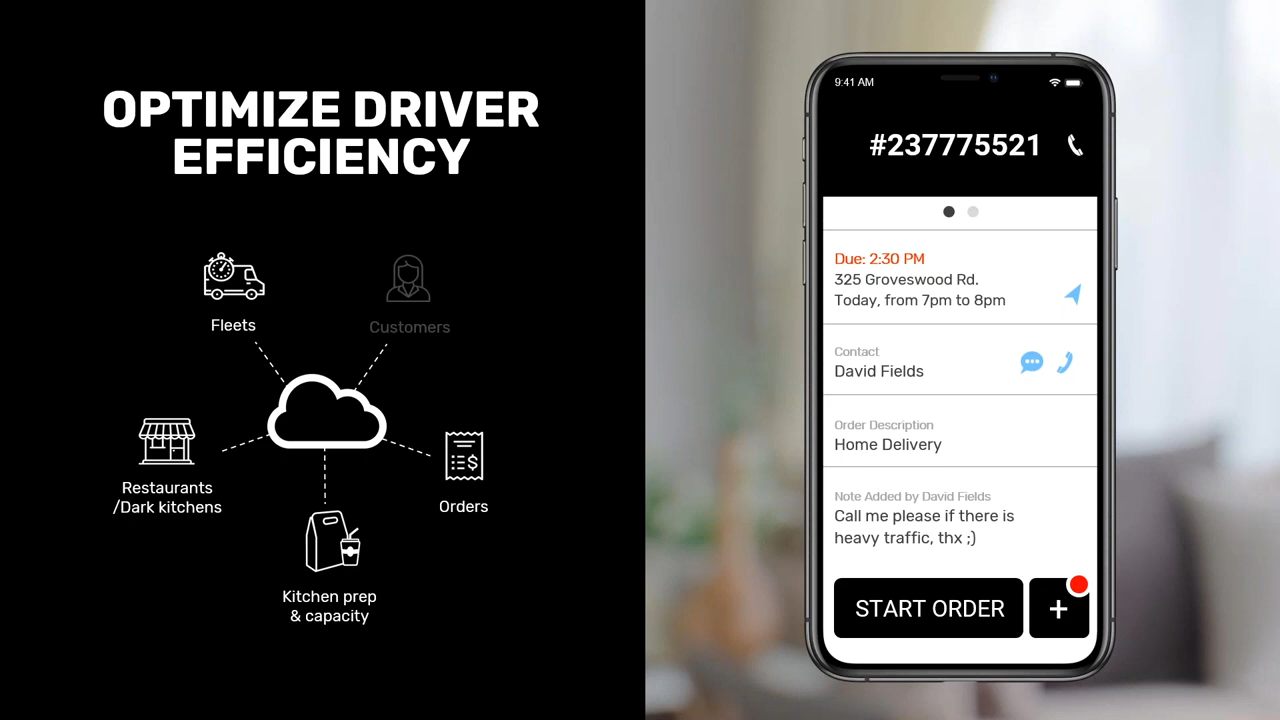 OPTIMIZE DRIVER
EFFICIENCY
Fleets
Customers
Restaurants
/Dark kitchens
Orders
$
Kitchen prep
& capacity
9:41 AM
#237775521
Due: 2:30 PM
325 Groveswood Rd.
Today, from 7pm to 8pm
Contact
David Fields
Order Description
Home Delivery
Note Added by David Fields
Call me please if there is
heavy traffic, thx ;)
START ORDER
+